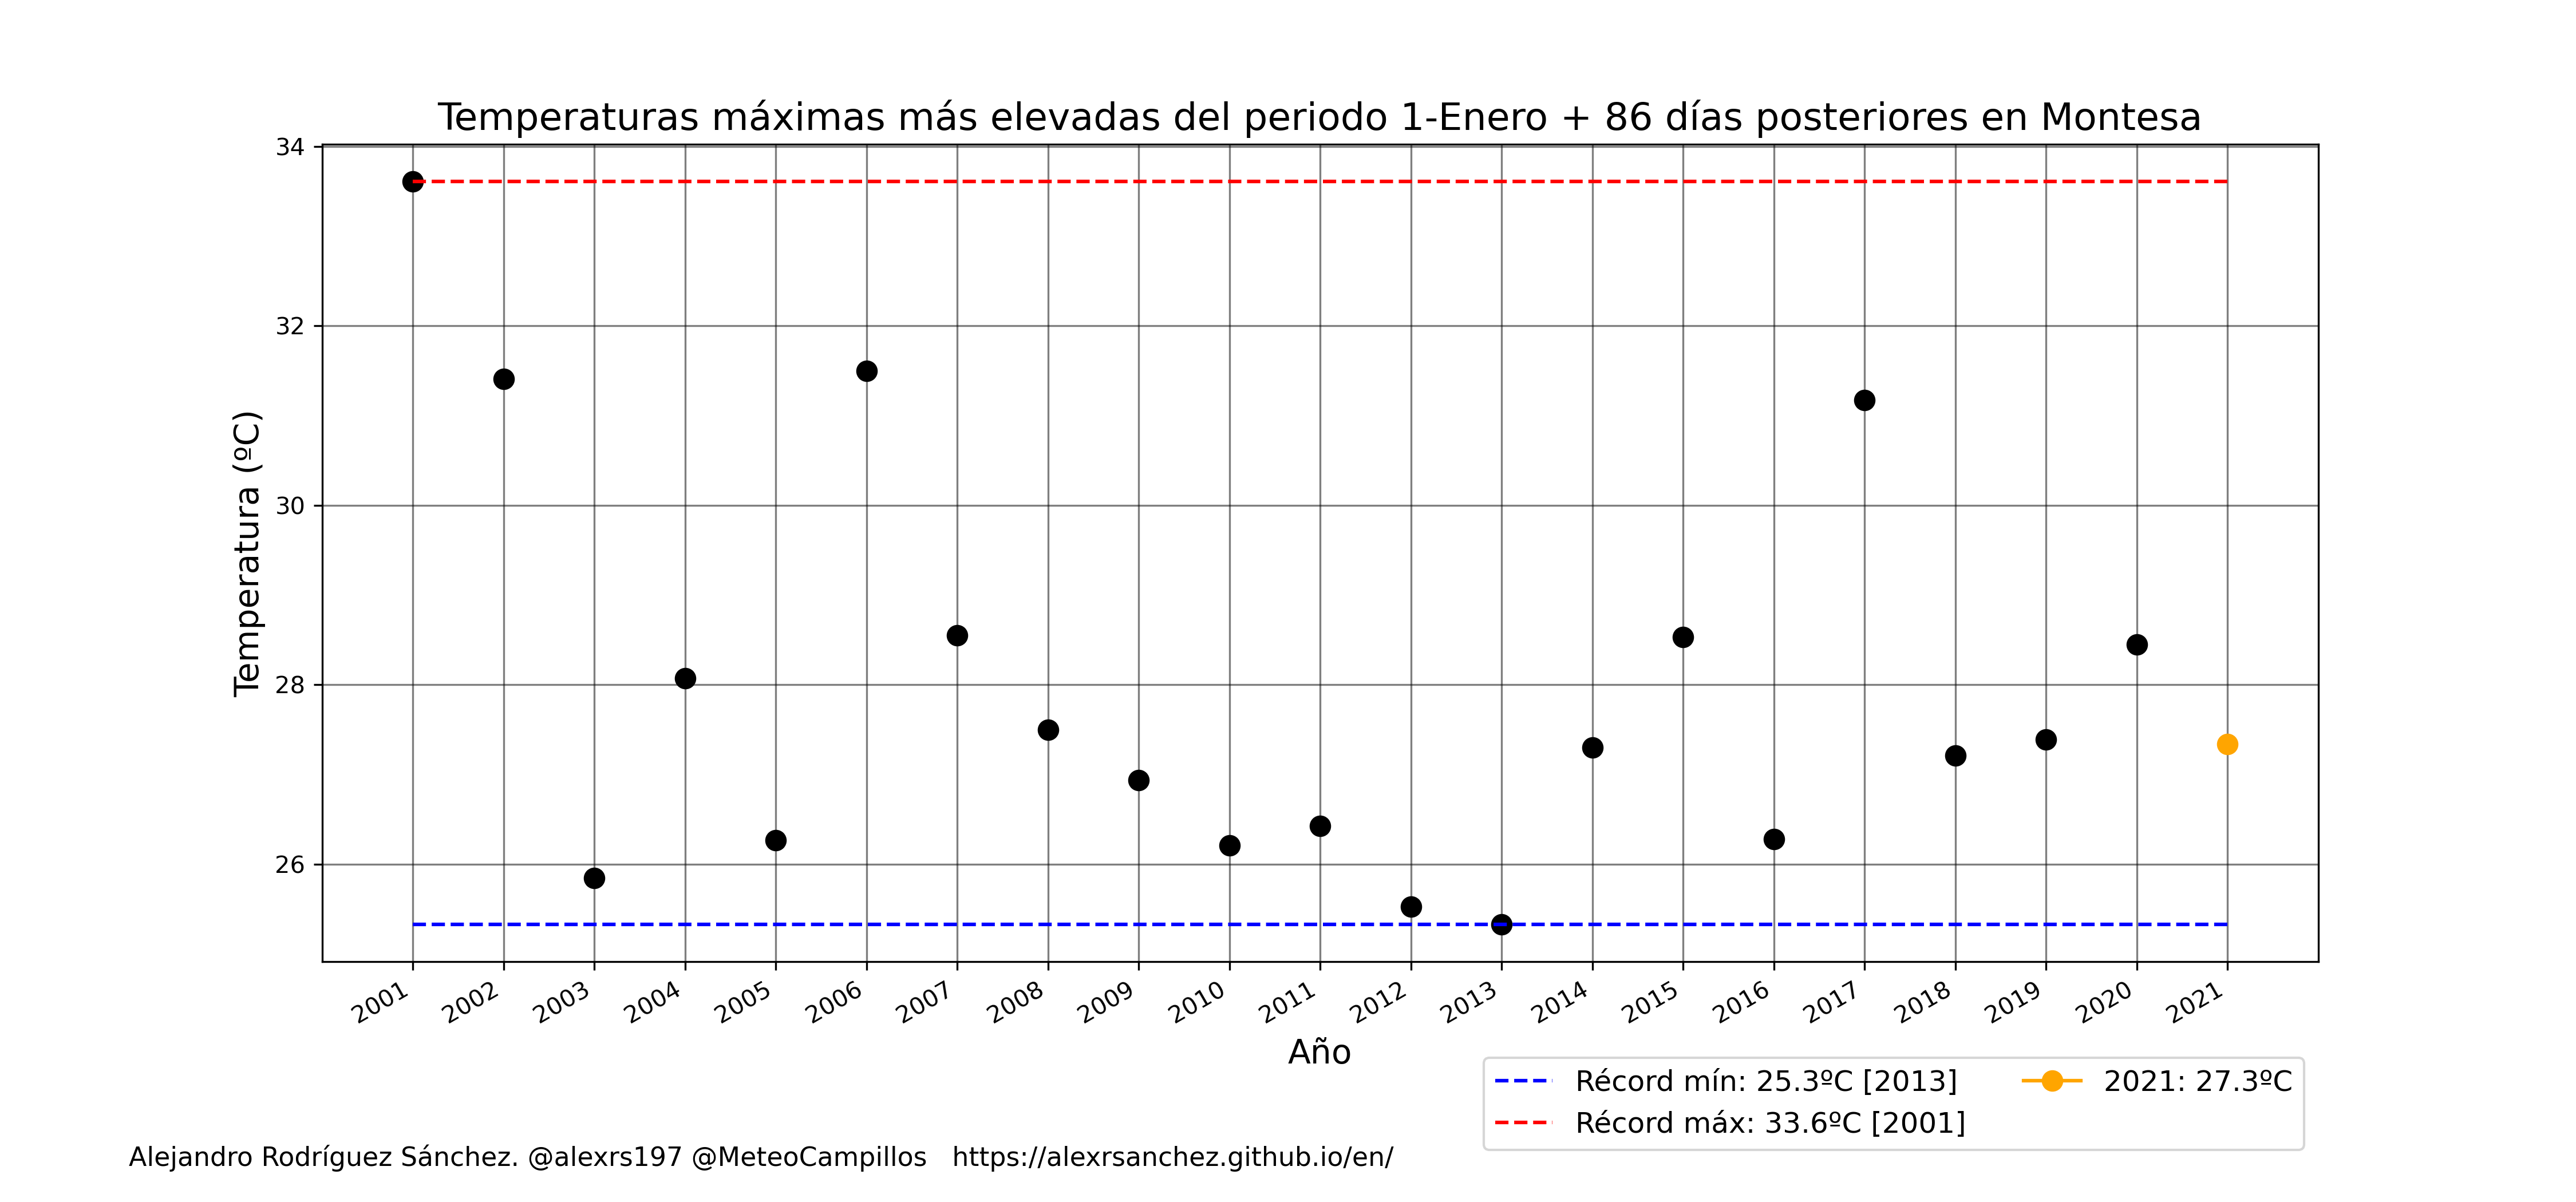 Temperaturas máximas más elevadas del periodo 1-Enero + 86 días posteriores en Montesa
Temperatura (ºC)
34
32
30
28
26
2001 2002 2003 2004 2005 2006 2007 2008 2009 2010 2011 2012 2013 2014 2015 2016 2017 2018 2019 2020 2021
Año
Récord mín: 25.3ºC [2013]
Récord máx: 33.6ºC [2001]
2021: 27.3ºC
Alejandro Rodríguez Sánchez. @alexrs197 @MeteoCampillos https://alexrsanchez.github.io/en/